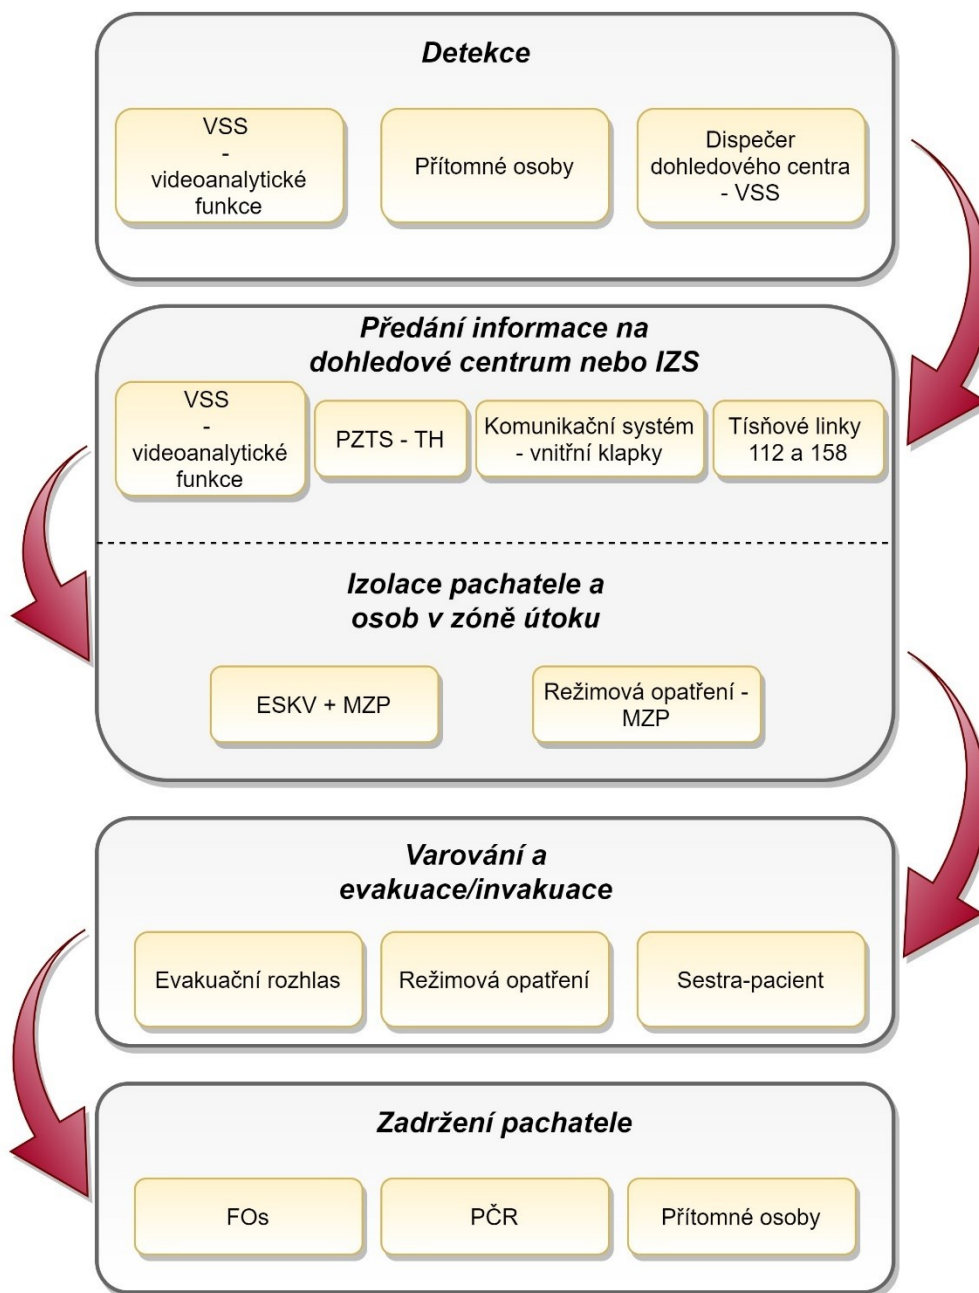 Detekce
VSS
-
videoanalytické
funkce
Přítomné osoby
Dispečer
dohledového centra
- VSS
Předání informace na
dohledové centrum nebo IZS
VSS
-
videoanalytické
funkce
PZTS - TH
Komunikační systém
- vnitřní klapky
Tísňové linky
112 a 158
Izolace pachatele a
osob v zóně útoku
ESKV + MZP
Režimová opatření -
MZP
Varování a
evakuace/invakuace
Evakuační rozhlas
Režimová opatření
Sestra-pacient
Zadržení pachatele
FOs
PČR
Přítomné osoby